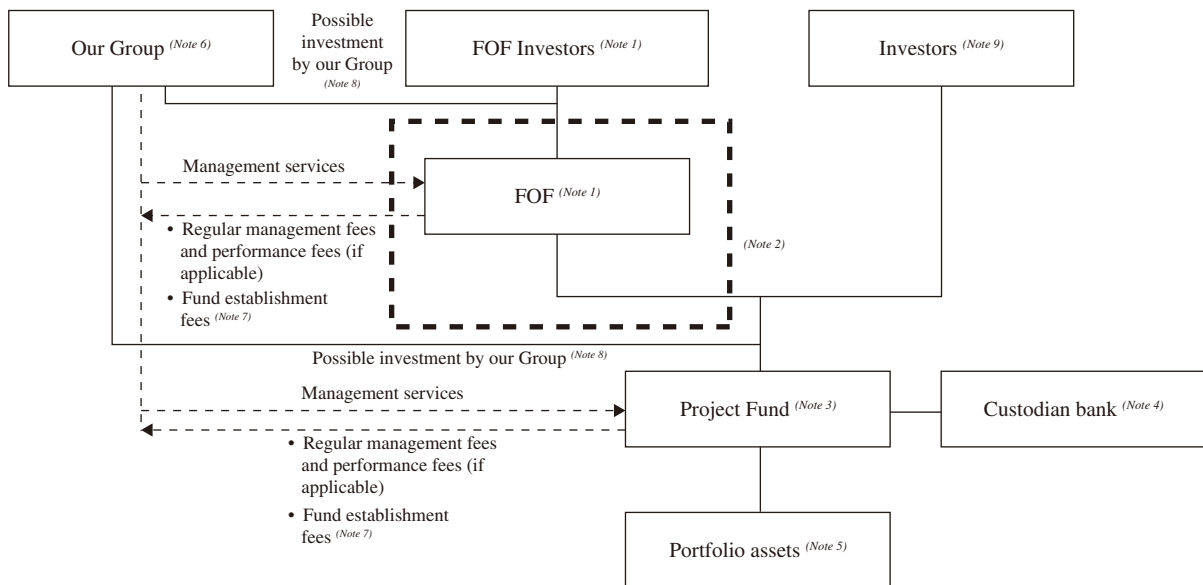 Our Group (Note 6)
Possible
investment
by our Group
(Note 8)
FOF Investors (Note 1)
Investors (Note 9)
Management services
FOF (Note 1)
• Regular management fees
and performance fees (if
applicable)
• Fund establishment
fees (Note 7)
(Note 2)
Possible investment by our Group (Note 8)
Management services
Project Fund (Note 3)
Custodian bank (Note 4)
• Regular management fees
and performance fees (if
applicable)
• Fund establishment
fees (Note 7)
Portfolio assets (Note 5)